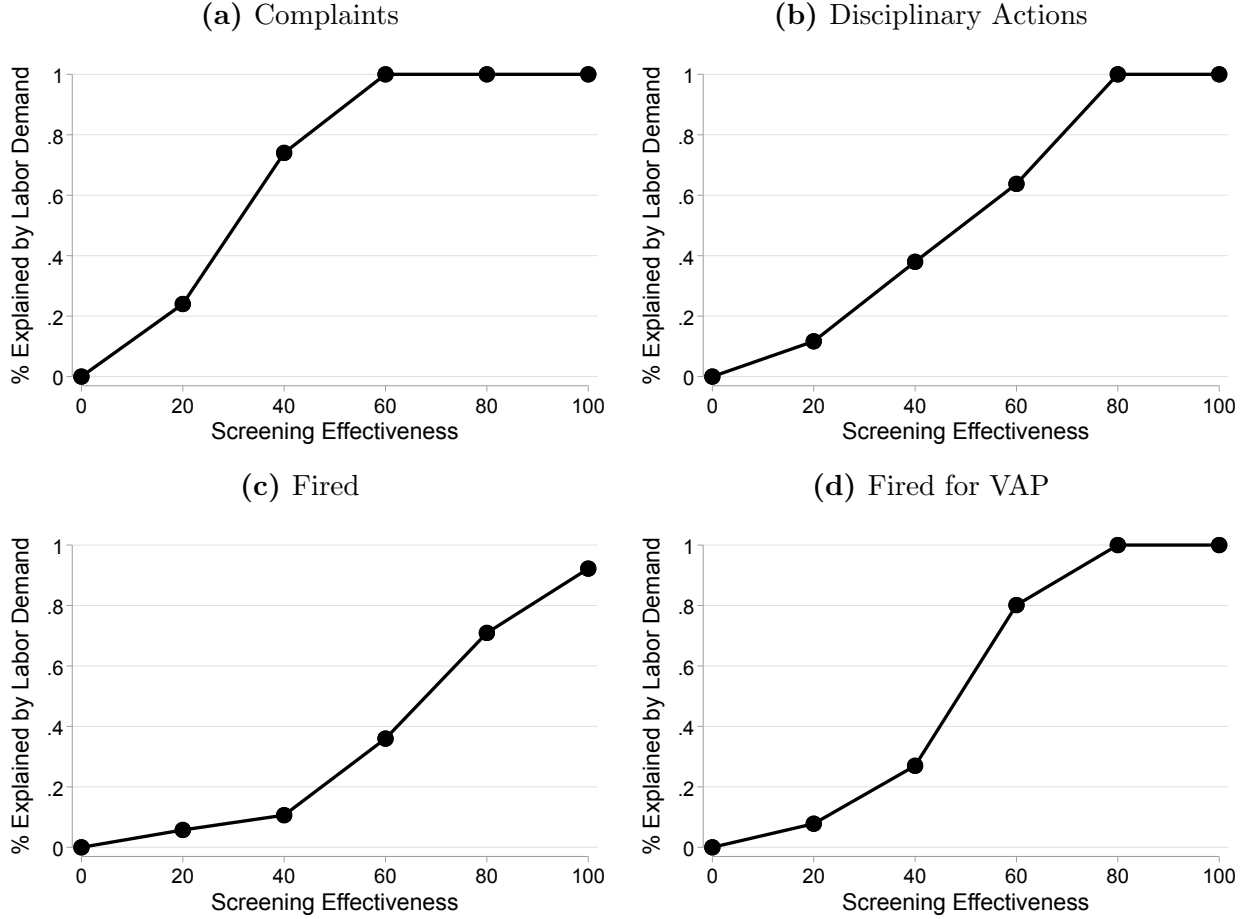 (a) Complaints
% Explained by Labor Demand
1
.8
.6
.4
.2
0
0 20 40 60 80 100
Screening Effectiveness
(b) Disciplinary Actions
% Explained by Labor Demand
1
.8
.6
.4
.2
0
0 20 40 60 80 100
Screening Effectiveness
(c) Fired
% Explained by Labor Demand
1
.8
.6
.4
.2
0
0 20 40 60 80 100
Screening Effectiveness
(d) Fired for VAP
% Explained by Labor Demand
1
.8
.6
.4
.2
0
0 20 40 60 80 100
Screening Effectiveness